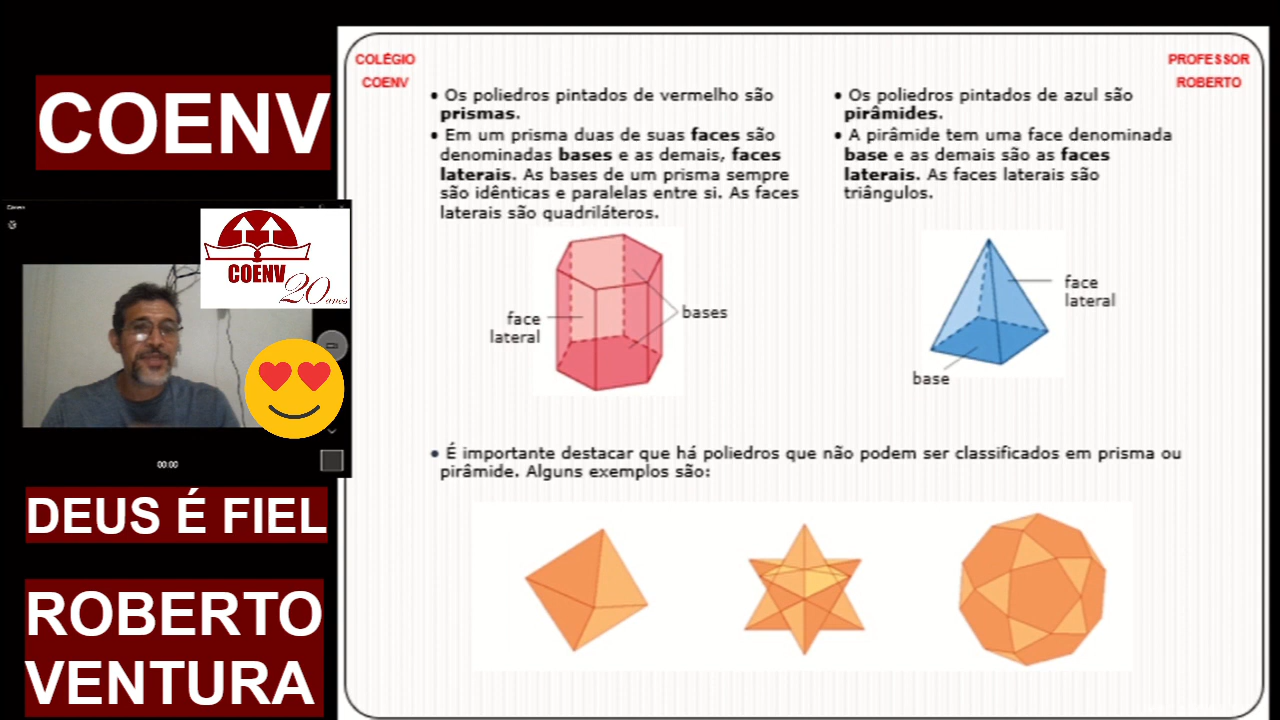 COENV
COENV
20 anos
00:00
DEUS É FIEL
ROBERTO
VENTURA
COLÉGIO
COENV
PROFESSOR
ROBERTO
• Os poliedros pintados de vermelho são
prismas.
• Em um prisma duas de suas faces são
denominadas bases e as demais, faces
laterais. As bases de um prisma sempre
são idênticas e paralelas entre si. As faces
laterais são quadriláteros.
• Os poliedros pintados de azul são
pirâmides.
• A pirâmide tem uma face denominada
base e as demais são as faces
laterais. As faces laterais são
triângulos.
face
lateral
bases
face
lateral
base
• É importante destacar que há poliedros que não podem ser classificados em prisma ou
pirâmide. Alguns exemplos são: